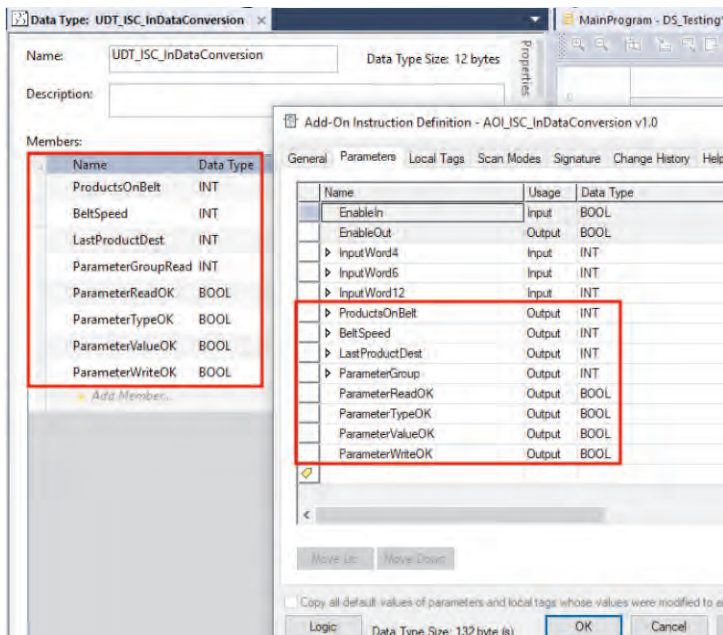 Data Type: UDT_ISC_InDataConversion ×
MainProgram - DS_Testing
Name: UDT_ISC_InDataConversion Data Type Size: 12 bytes
Properties
Description:
Members:
Name Data Type
ProductsOnBelt INT
BeltSpeed INT
LastProductDest INT
ParameterGroupRead INT
ParameterReadOK BOOL
ParameterTypeOK BOOL
ParameterValueOK BOOL
ParameterWriteOK BOOL
Add Member...
Add-On Instruction Definition - AOI_ISC_InDataConversion v1.0
General Parameters Local Tags Scan Modes Signature Change History Help
Name Usage Data Type
EnableIn Input BOOL
EnableOut Output BOOL
InputWord4 Input INT
InputWord6 Input INT
InputWord12 Input INT
ProductsOnBelt Output INT
BeltSpeed Output INT
LastProductDest Output INT
ParameterGroup Output INT
ParameterReadOK Output BOOL
ParameterTypeOK Output BOOL
ParameterValueOK Output BOOL
ParameterWriteOK Output BOOL
Move Up Move Down
Copy all default values of parameters and local tags whose values were modified to a
Logic Data Type Size: 132 byte (s) OK Cancel